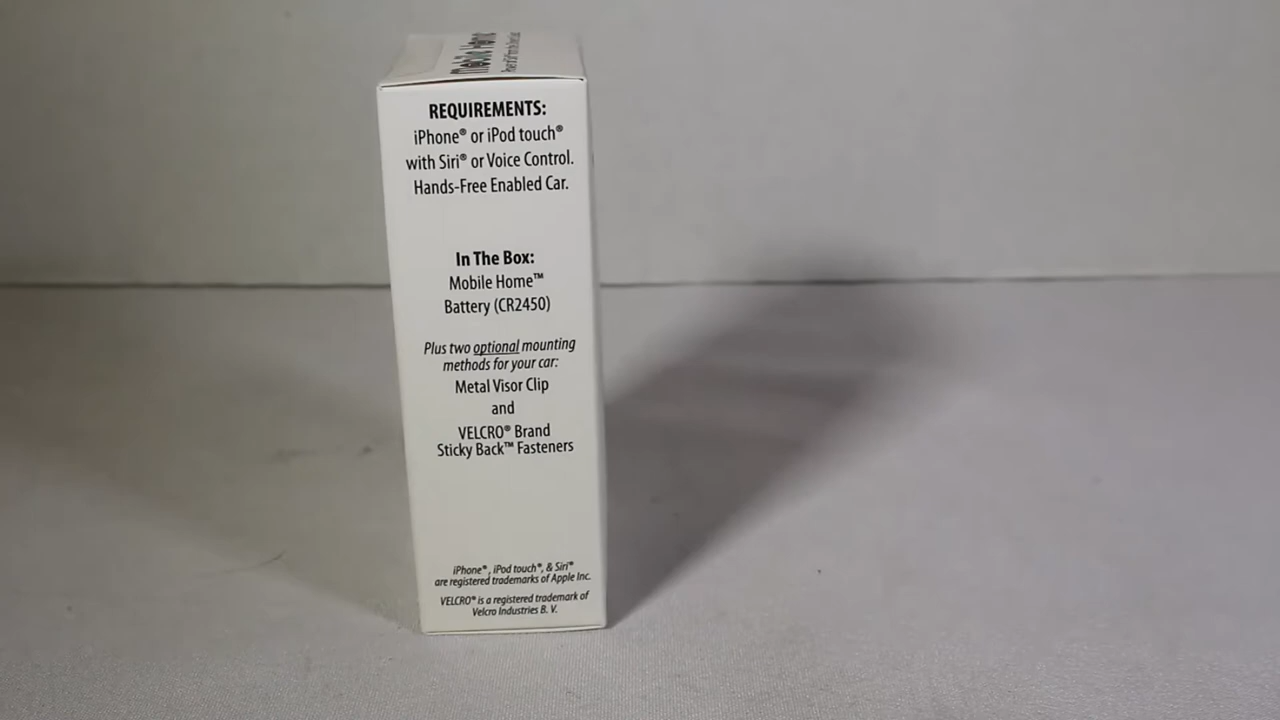 Mobile Home
REQUIREMENTS:
iPhone® or iPod touch®
with Siri® or Voice Control.
Hands-Free Enabled Car.
In The Box:
Mobile Home™
Battery (CR2450)
Plus two optional mounting
methods for your car:
Metal Visor Clip
and
VELCRO® Brand
Sticky Back™ Fasteners
iPhone®, iPod touch®, & Siri®
are registered trademarks of Apple Inc.
VELCRO® is a registered trademark of
Velcro Industries B. V.